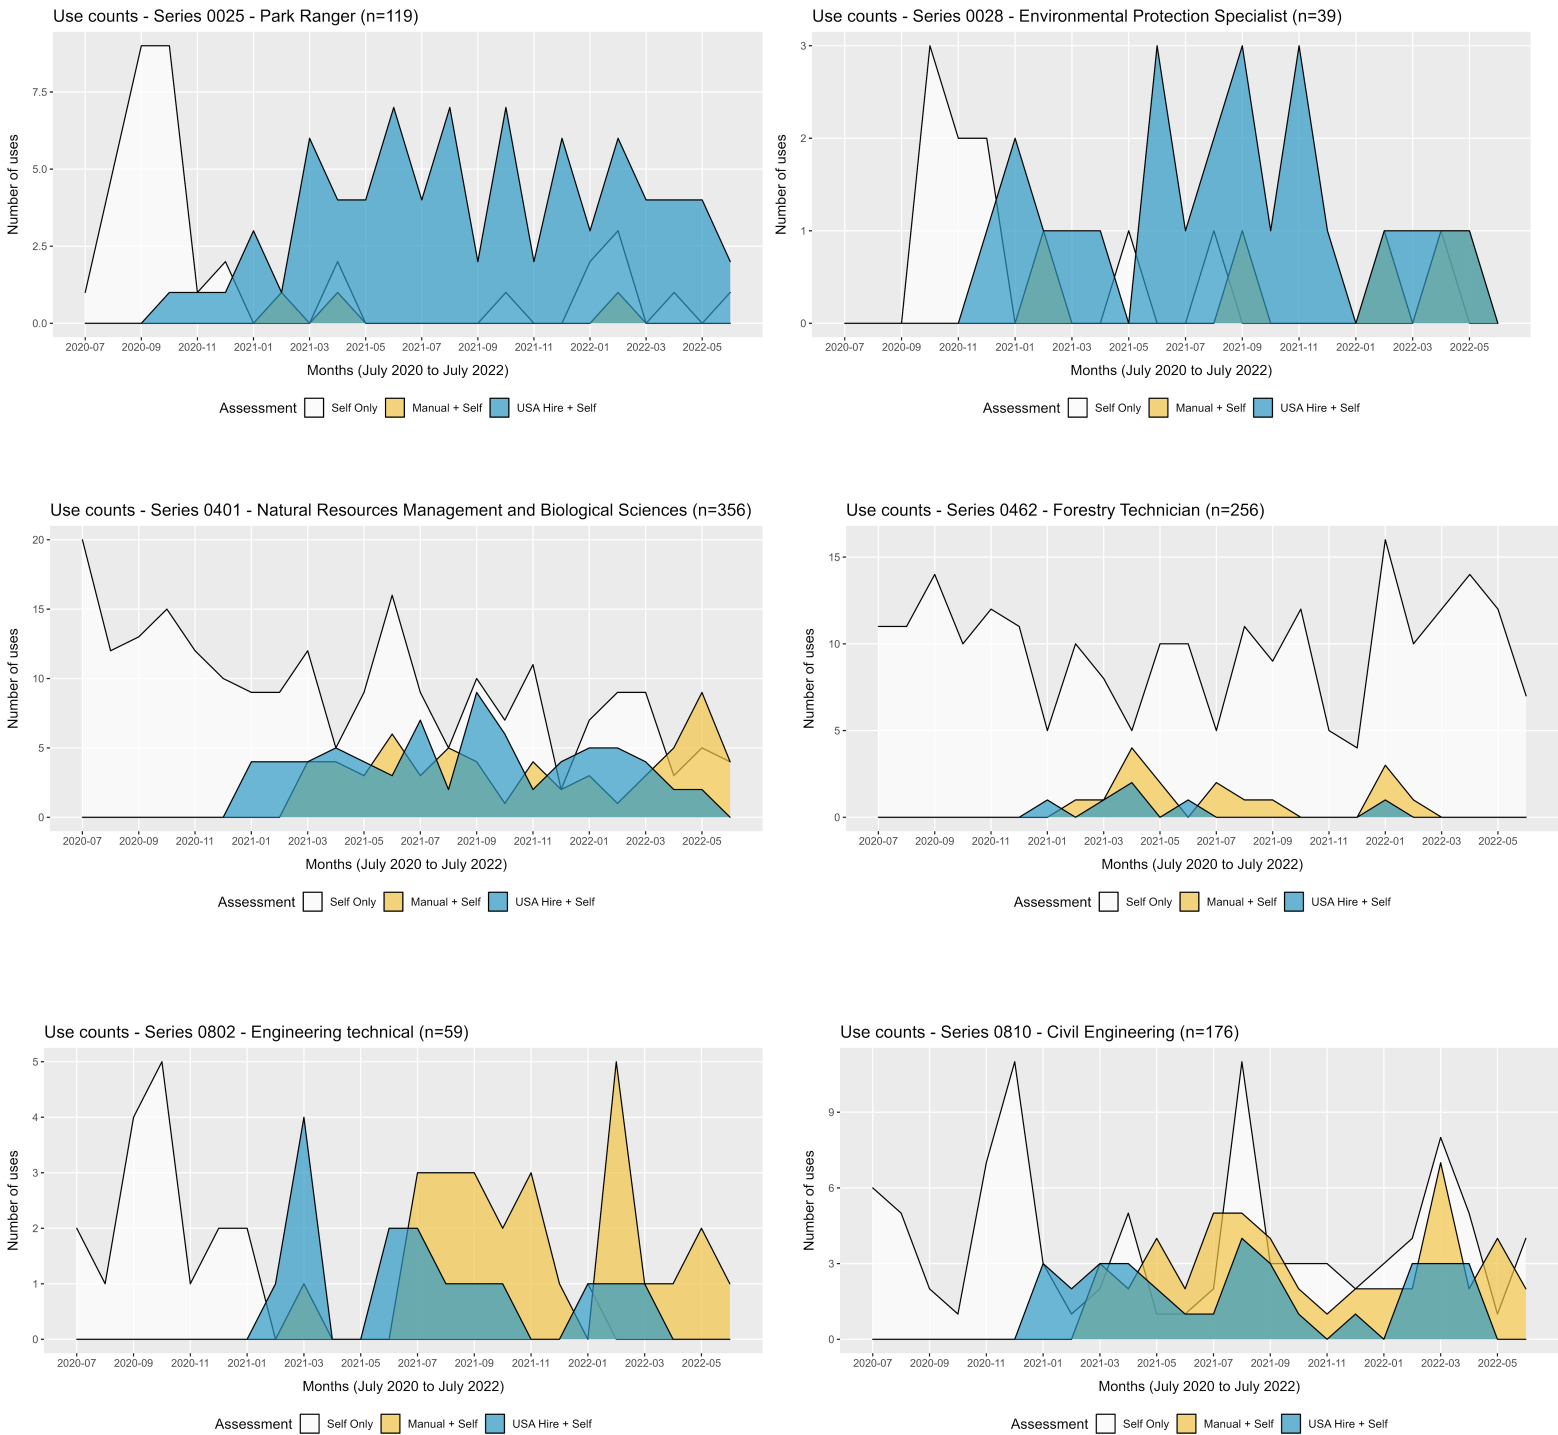 Use counts - Series 0025 - Park Ranger (n=119)
Number of uses
7.5
5.0
2.5
0.0
2020-07 2020-09 2020-11 2021-01 2021-03 2021-05 2021-07 2021-09 2021-11 2022-01 2022-03 2022-05
Months (July 2020 to July 2022)
Assessment Self Only Manual + Self USA Hire + Self
Use counts - Series 0028 - Environmental Protection Specialist (n=39)
Number of uses
3
2
1
0
2020-07 2020-09 2020-11 2021-01 2021-03 2021-05 2021-07 2021-09 2021-11 2022-01 2022-03 2022-05
Months (July 2020 to July 2022)
Assessment Self Only Manual + Self USA Hire + Self
Use counts - Series 0401 - Natural Resources Management and Biological Sciences (n=356)
Number of uses
20
15
10
5
0
2020-07 2020-09 2020-11 2021-01 2021-03 2021-05 2021-07 2021-09 2021-11 2022-01 2022-03 2022-05
Months (July 2020 to July 2022)
Assessment Self Only Manual + Self USA Hire + Self
Use counts - Series 0462 - Forestry Technician (n=256)
Number of uses
15
10
5
0
2020-07 2020-09 2020-11 2021-01 2021-03 2021-05 2021-07 2021-09 2021-11 2022-01 2022-03 2022-05
Months (July 2020 to July 2022)
Assessment Self Only Manual + Self USA Hire + Self
Use counts - Series 0802 - Engineering technical (n=59)
Number of uses
5
4
3
2
1
0
2020-07 2020-09 2020-11 2021-01 2021-03 2021-05 2021-07 2021-09 2021-11 2022-01 2022-03 2022-05
Months (July 2020 to July 2022)
Assessment Self Only Manual + Self USA Hire + Self
Use counts - Series 0810 - Civil Engineering (n=176)
Number of uses
9
6
3
0
2020-07 2020-09 2020-11 2021-01 2021-03 2021-05 2021-07 2021-09 2021-11 2022-01 2022-03 2022-05
Months (July 2020 to July 2022)
Assessment Self Only Manual + Self USA Hire + Self